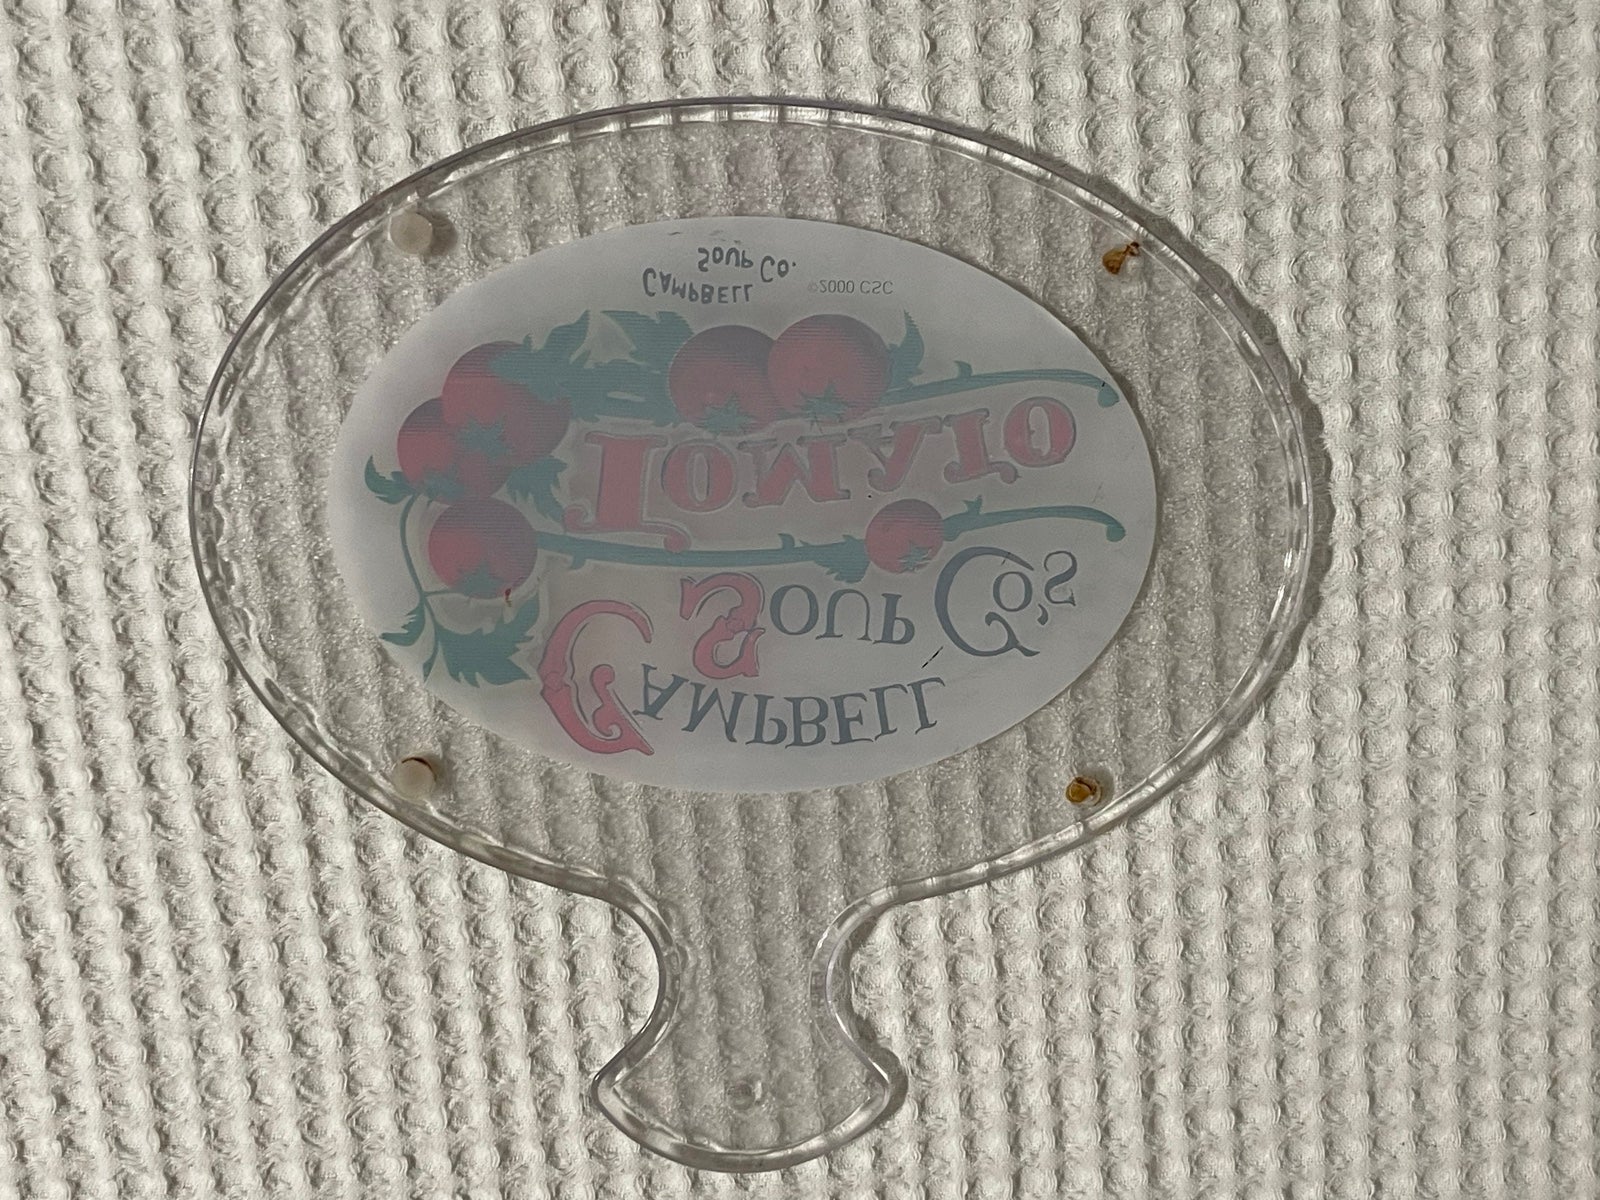 CAMPBELL
SOUP CO'S
TOMATO
CAMPBELL
SOUP CO.
©2000 CSC